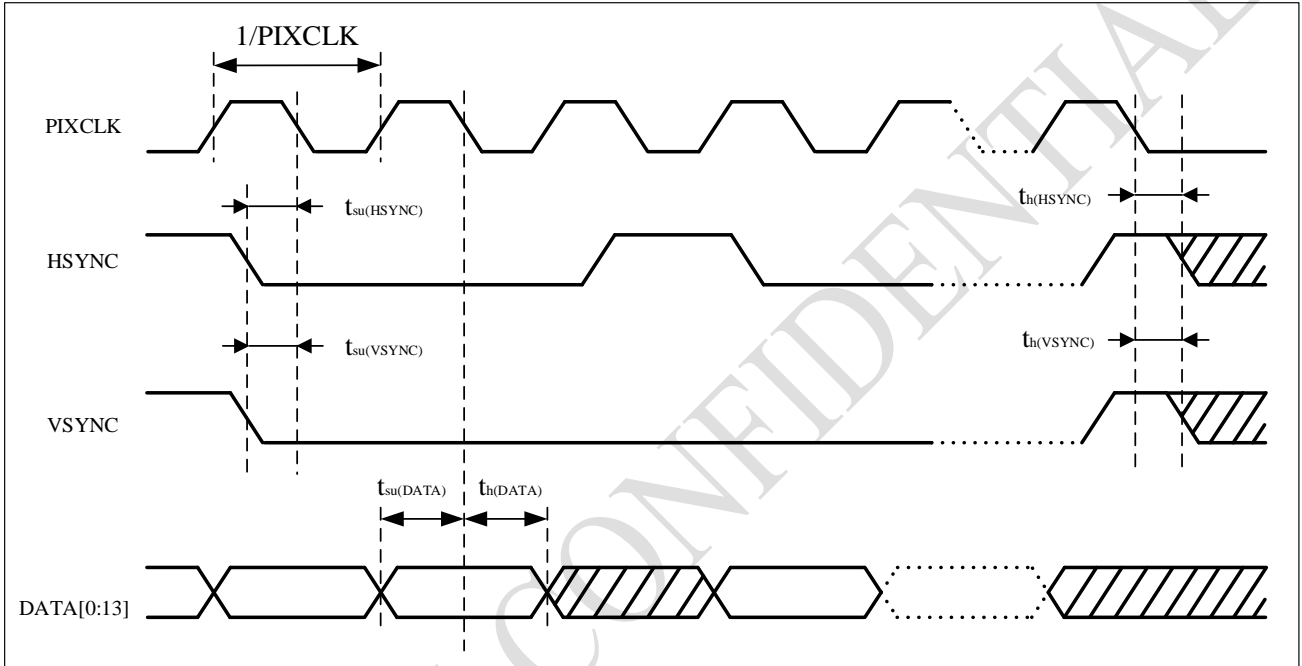 1/PIXCLK
PIXCLK
tsu(HSYNC)
th(HSYNC)
HSYNC
tsu(VSYNC)
th(VSYNC)
VSYNC
tsu(DATA)
th(DATA)
DATA[0:13]
CONFIDENTIAL